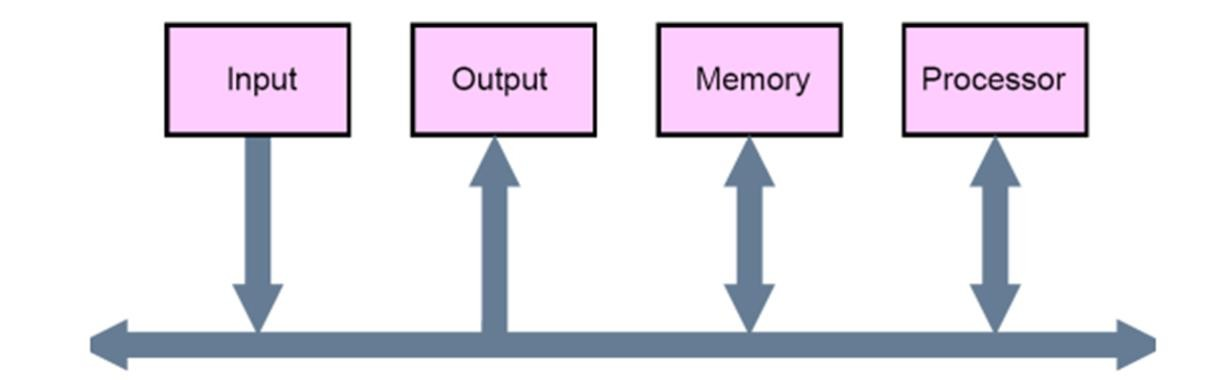 Input
Output
Memory
Processor